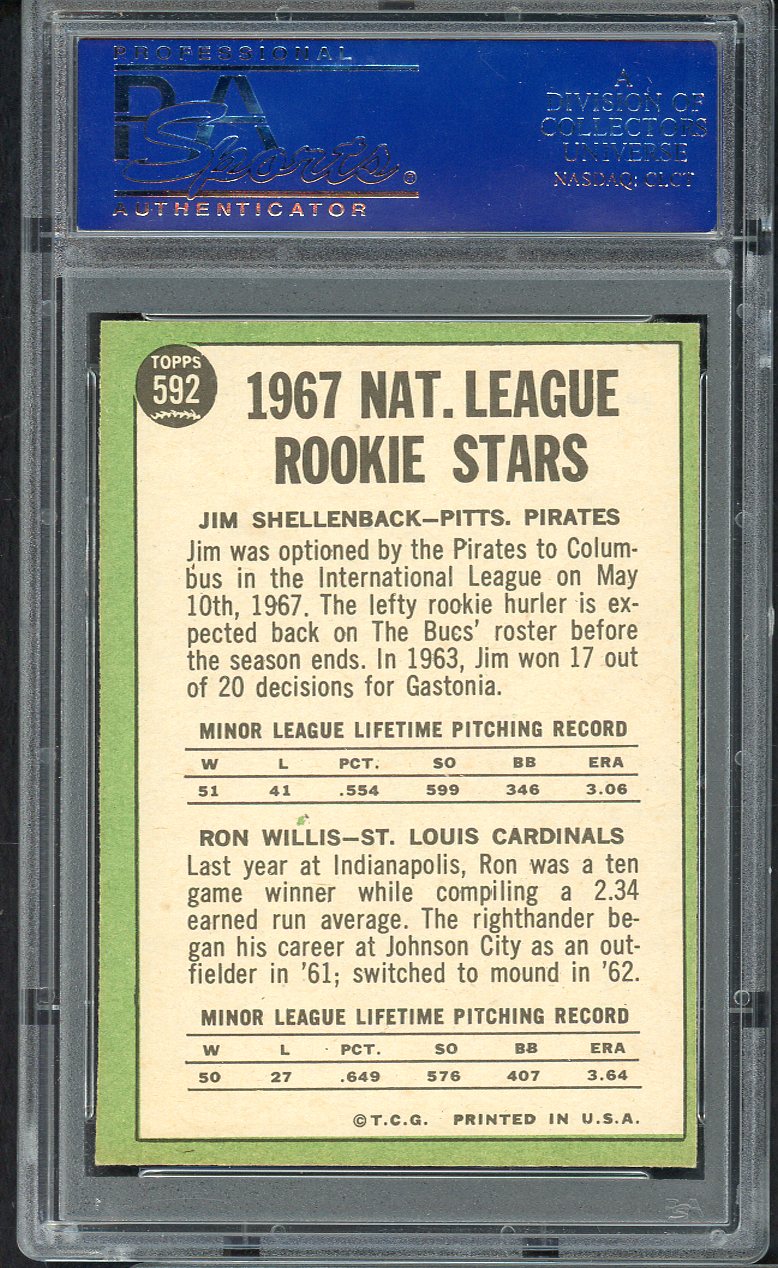 PROFESSIONAL
PSA
Sports®
AUTHENTICATOR
A
DIVISION OF
COLLECTORS
UNIVERSE
NASDAQ: CLCT
TOPPS
592
1967 NAT. LEAGUE
ROOKIE STARS
JIM SHELLENBACK—PITTS. PIRATES
Jim was optioned by the Pirates to Colum-
bus in the International League on May
10th, 1967. The lefty rookie hurler is ex-
pected back on The Bucs' roster before
the season ends. In 1963, Jim won 17 out
of 20 decisions for Gastonia.
MINOR LEAGUE LIFETIME PITCHING RECORD
W L PCT. SO BB ERA
51 41 .554 599 346 3.06
RON WILLIS—ST. LOUIS CARDINALS
Last year at Indianapolis, Ron was a ten
game winner while compiling a 2.34
earned run average. The righthander be-
gan his career at Johnson City as an out-
fielder in '61; switched to mound in '62.
MINOR LEAGUE LIFETIME PITCHING RECORD
W L PCT. SO BB ERA
50 27 .649 576 407 3.64
©T.C.G. PRINTED IN U.S.A.
PSA